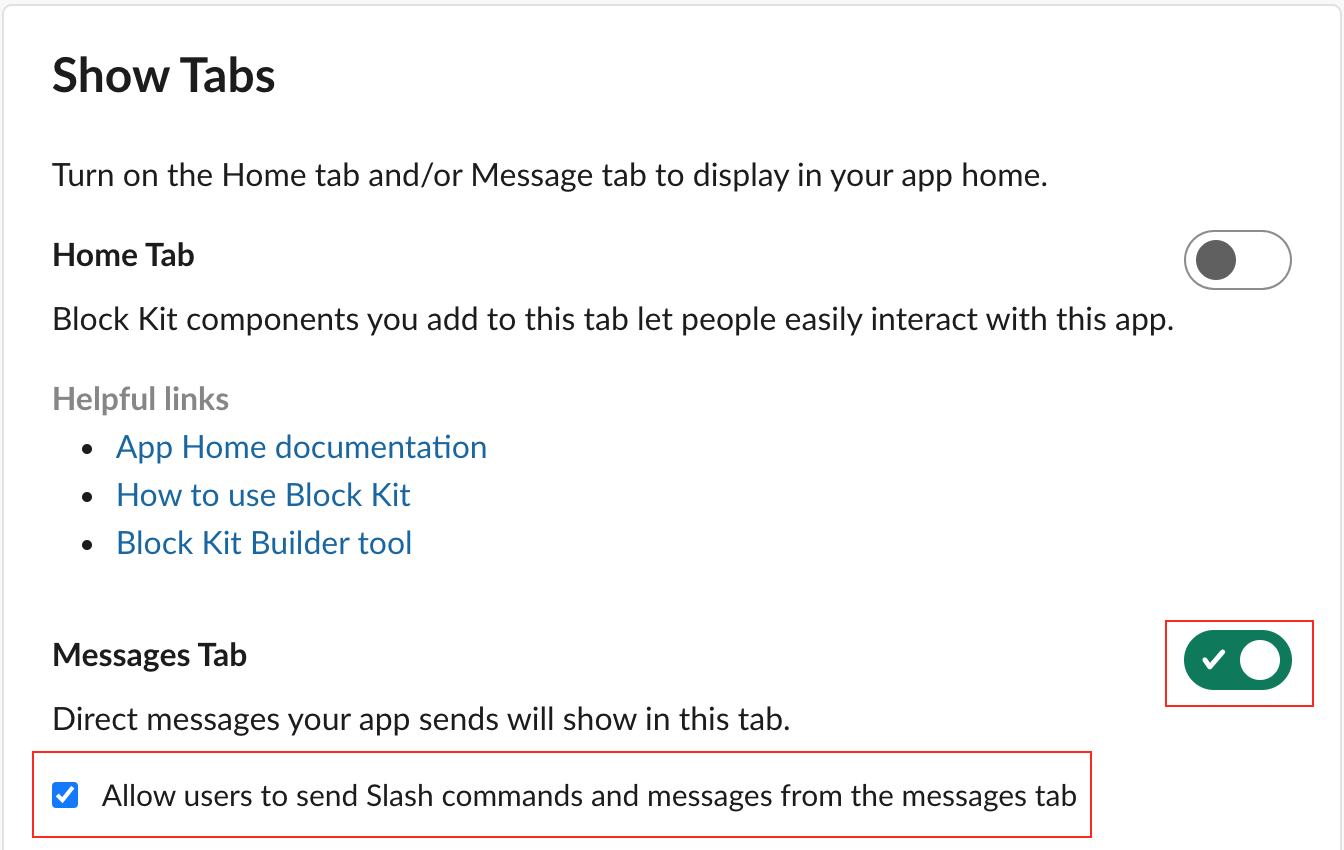 Show Tabs
Turn on the Home tab and/or Message tab to display in your app home.
Home Tab
Block Kit components you add to this tab let people easily interact with this app.
Helpful links
App Home documentation
How to use Block Kit
Block Kit Builder tool
Messages Tab
Direct messages your app sends will show in this tab.
Allow users to send Slash commands and messages from the messages tab